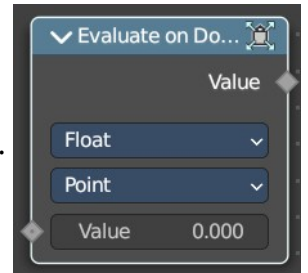 Evaluate on Do...
Value
Float
Point
Value 0.000
.